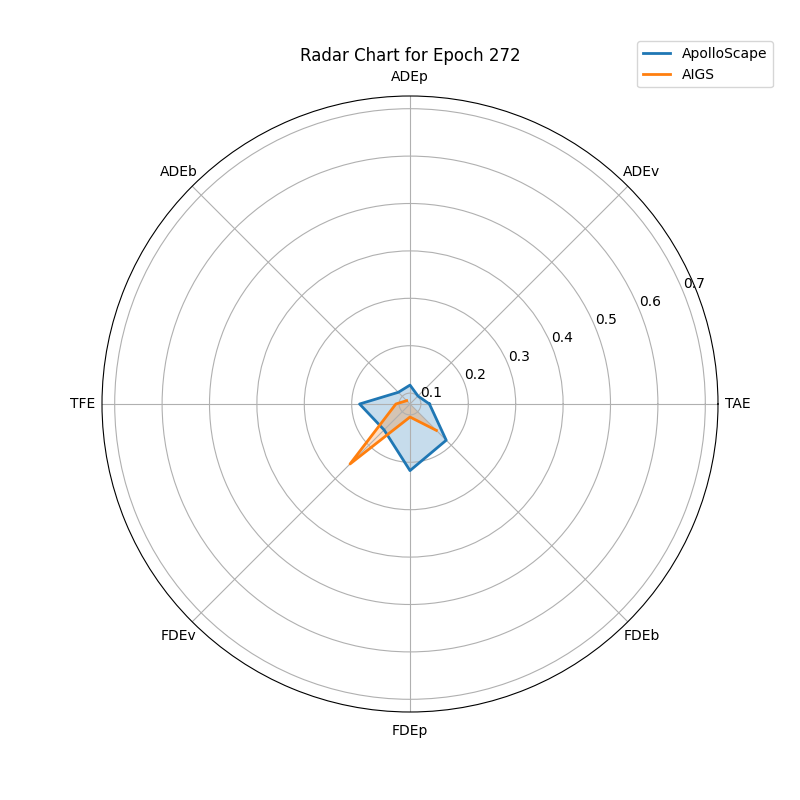 Radar Chart for Epoch 272
ApolloScape
AIGS
ADEp
ADEb
ADEv
0.7
0.6
0.5
0.4
0.3
0.2
0.1
TFE
TAE
FDEv
FDEb
FDEp